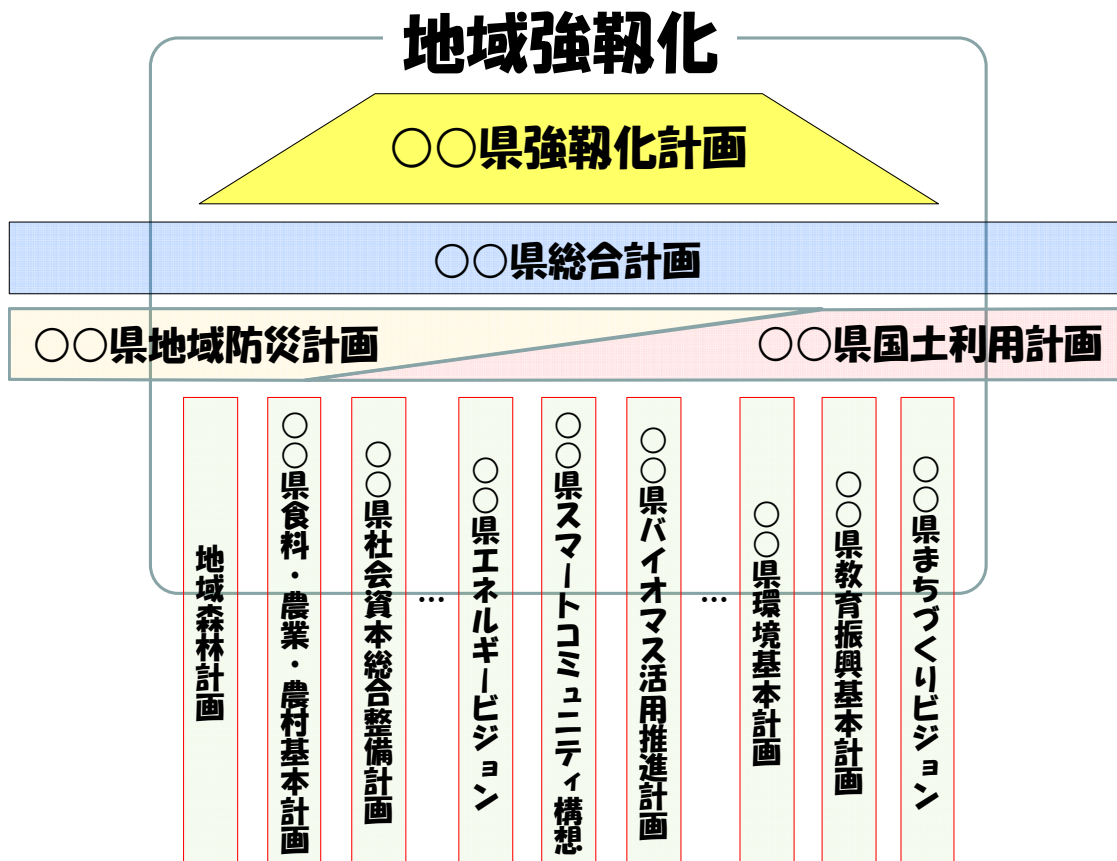 地域強靱化
○○県強靱化計画
○○県総合計画
○○県地域防災計画
○○県国土利用計画
地域森林計画
○○県食料・農業・農村基本計画
○○県社会資本総合整備計画
…
○○県エネルギービジョン
○○県スマートコミュニティ構想
○○県バイオマス活用推進計画
…
○○県環境基本計画
○○県教育振興基本計画
○○県まちづくりビジョン